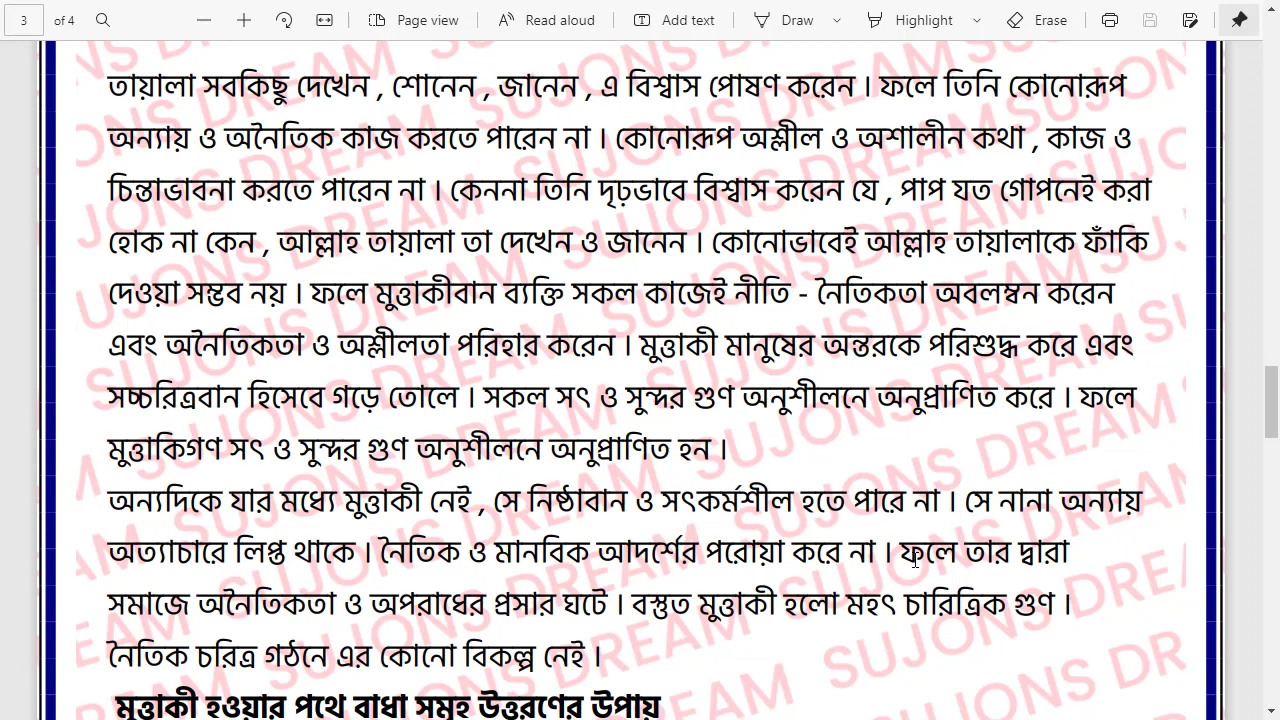 3 of 4 Page view Read aloud Add text Draw Highlight Erase
তায়ালা সবকিছু দেখেন , শোনেন , জানেন , এ বিশ্বাস পোষণ করেন । ফলে তিনি কোনোরূপ
অন্যায় ও অনৈতিক কাজ করতে পারেন না । কোনোরূপ অশ্লীল ও অশালীন কথা , কাজ ও
চিন্তাভাবনা করতে পারেন না । কেননা তিনি দৃঢ়ভাবে বিশ্বাস করেন যে , পাপ যত গোপনেই করা
হোক না কেন , আল্লাহ তায়ালা তা দেখেন ও জানেন । কোনোভাবেই আল্লাহ তায়ালাকে ফাঁকি
দেওয়া সম্ভব নয় । ফলে মুত্তাকীবান ব্যক্তি সকল কাজেই নীতি - নৈতিকতা অবলম্বন করেন
এবং অনৈতিকতা ও অশ্লীলতা পরিহার করেন । মুত্তাকী মানুষের অন্তরকে পরিশুদ্ধ করে এবং
সচ্চরিত্রবান হিসেবে গড়ে তোলে । সকল সৎ ও সুন্দর গুণ অনুশীলনে অনুপ্রাণিত করে । ফলে
মুত্তাকিগণ সৎ ও সুন্দর গুণ অনুশীলনে অনুপ্রাণিত হন ।
অন্যদিকে যার মধ্যে মুত্তাকী নেই , সে নিষ্ঠাবান ও সৎকর্মশীল হতে পারে না । সে নানা অন্যায়
অত্যাচারে লিপ্ত থাকে । নৈতিক ও মানবিক আদর্শের পরোয়া করে না । ফলে তার দ্বারা
সমাজে অনৈতিকতা ও অপরাধের প্রসার ঘটে । বস্তুত মুত্তাকী হলো মহৎ চারিত্রিক গুণ ।
নৈতিক চরিত্র গঠনে এর কোনো বিকল্প নেই ।
মুত্তাকী হওয়ার পথে বাধা সমূহ উত্তরণের উপায়
SUJONS DREAM